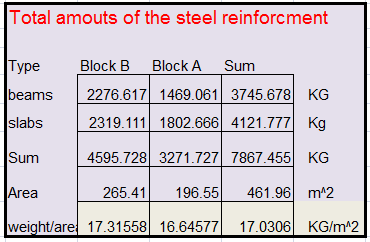 Total amouts of the steel reinforcment
Type Block B Block A Sum
beams 2276.617 1469.061 3745.678 KG
slabs 2319.111 1802.666 4121.777 Kg
Sum 4595.728 3271.727 7867.455 KG
Area 265.41 196.55 461.96 m^2
weight/area 17.31558 16.64577 17.0306 KG/m^2